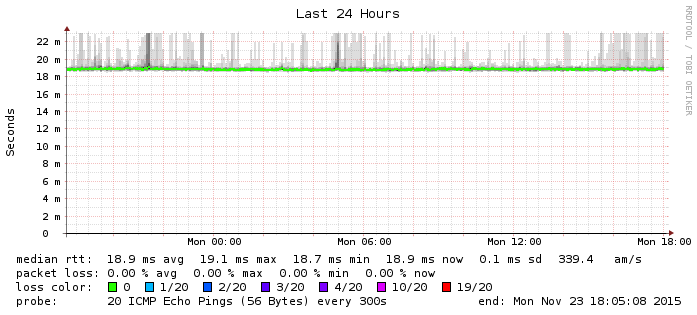 Last 24 Hours
RRDTOOL / TOBI OETIKER
Seconds
22 m
20 m
18 m
16 m
14 m
12 m
10 m
8 m
6 m
4 m
2 m
0
Mon 00:00 Mon 06:00 Mon 12:00 Mon 18:00
median rtt: 18.9 ms avg 19.1 ms max 18.7 ms min 18.9 ms now 0.1 ms sd 339.4 am/s
packet loss: 0.00 % avg 0.00 % max 0.00 % min 0.00 % now
loss color: 0 1/20 2/20 3/20 4/20 10/20 19/20
probe: 20 ICMP Echo Pings (56 Bytes) every 300s end: Mon Nov 23 18:05:08 2015